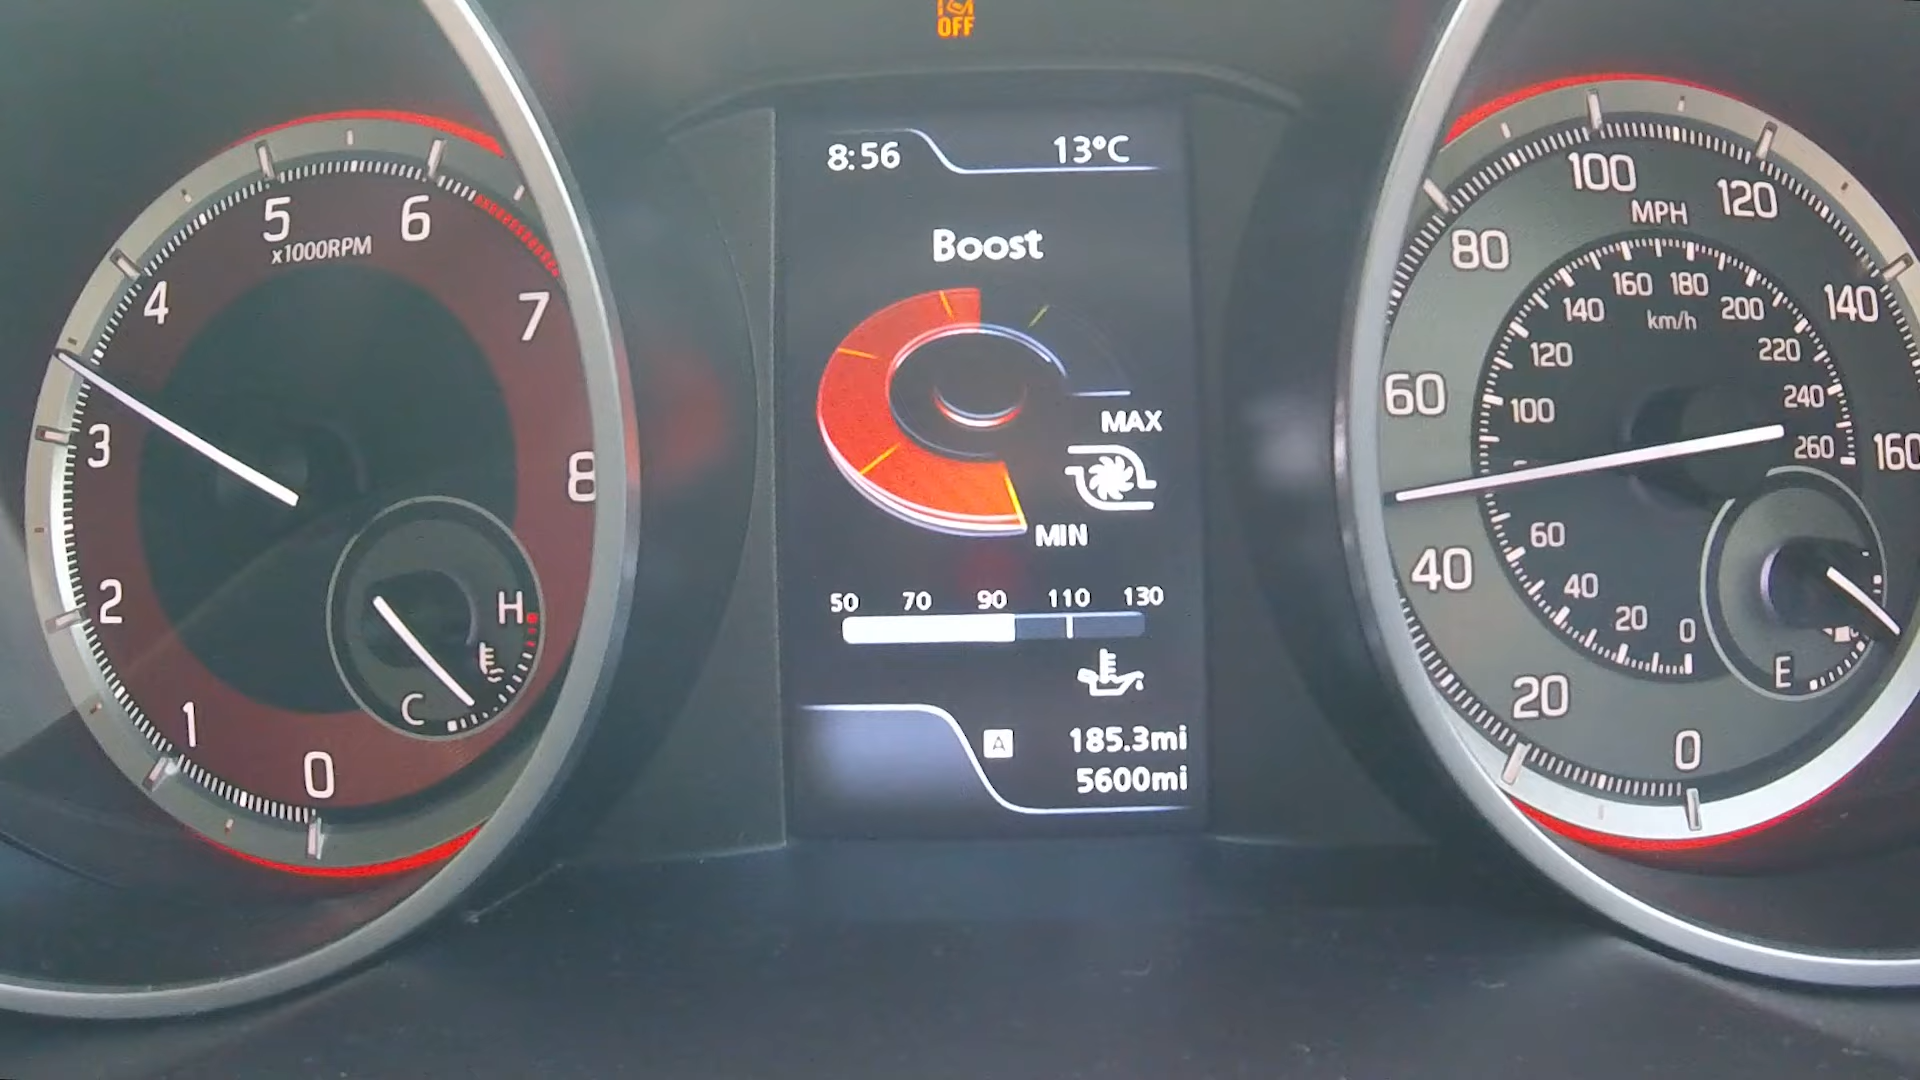 OFF
8:56 13°C
Boost
MAX
MIN
50 70 90 110 130
A 185.3mi
5600mi
0 1 2 3 4 5 6 7 8
x1000RPM
C H
0 20 40 60 80 100 120 140 160
MPH
0 20 40 60 100 120 140 160 180 200 220 240 260
km/h
E